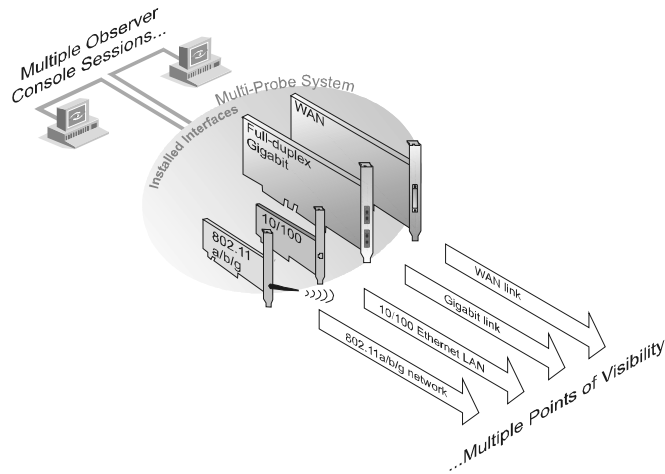 Multiple Observer
Console Sessions...
Multi-Probe System
Installed Interfaces
WAN
Full-duplex
Gigabit
10/100
802.11
a/b/g
WAN link
Gigabit link
10/100 Ethernet LAN
802.11a/b/g network
...Multiple Points of Visibility